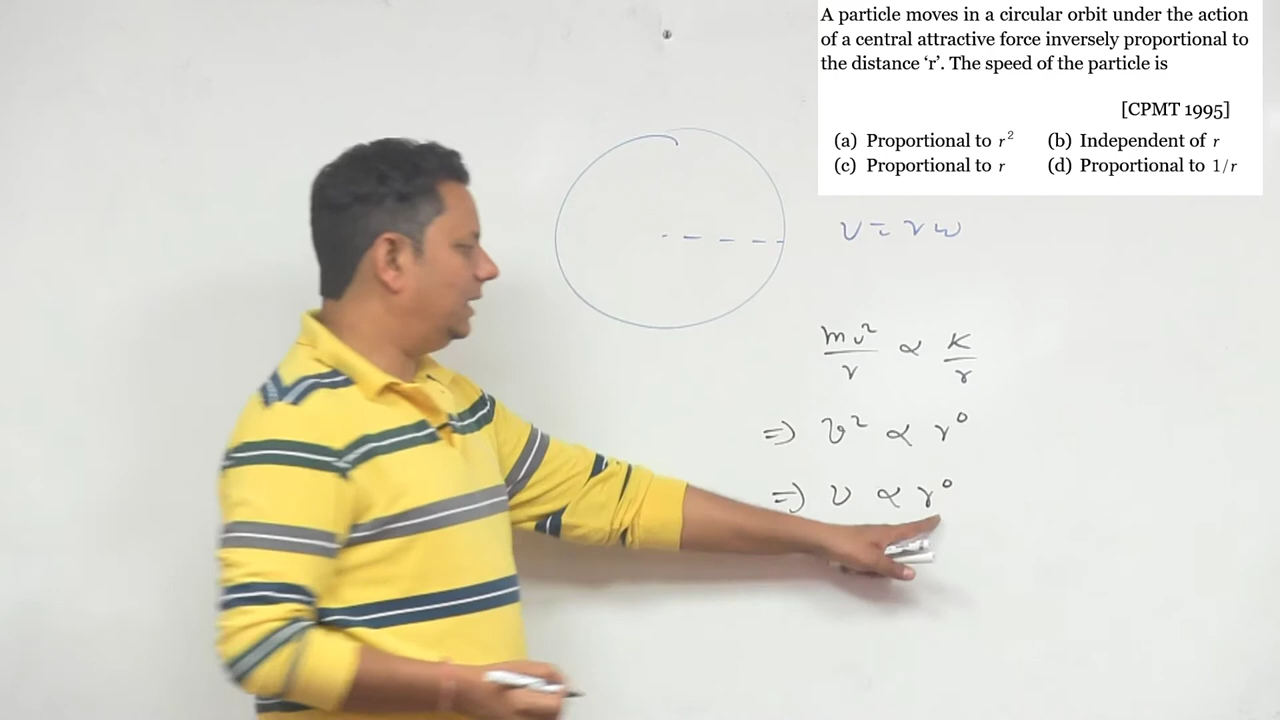 A particle moves in a circular orbit under the action
of a central attractive force inversely proportional to
the distance ‘r’. The speed of the particle is
[CPMT 1995]
(a) Proportional to r² (b) Independent of r
(c) Proportional to r (d) Proportional to 1/r
v = rω
mv²/r ∝ K/r
⇒ v² ∝ r⁰
⇒ v ∝ r⁰